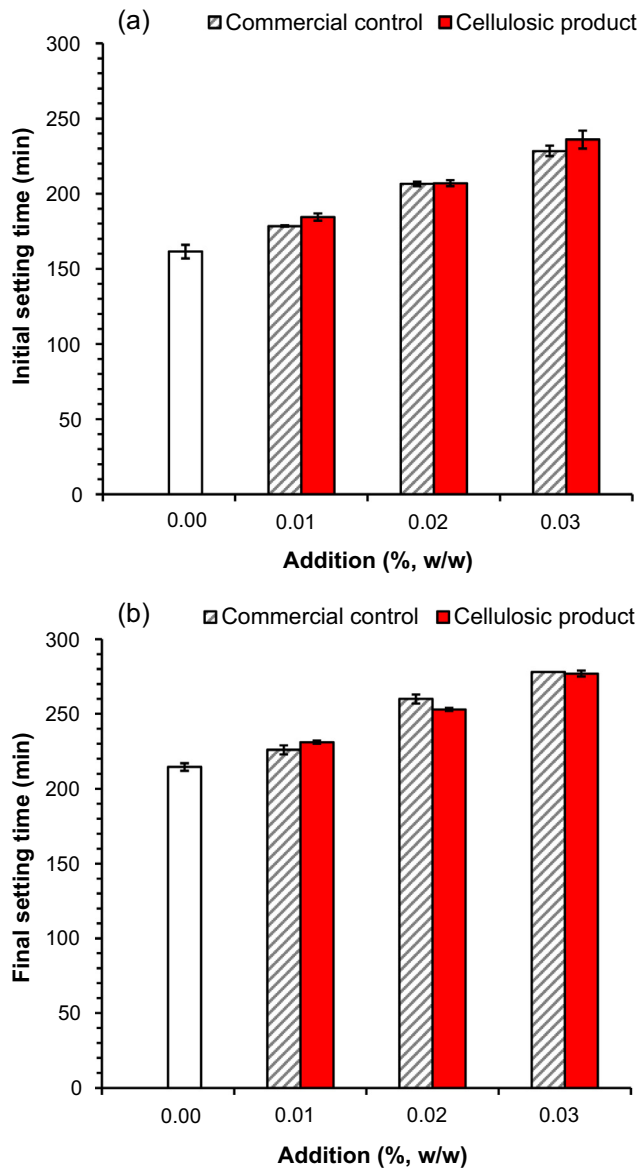 (a)
Commercial control Cellulosic product
300
250
200
150
100
50
0
Initial setting time (min)
0.00 0.01 0.02 0.03
Addition (%, w/w)
(b)
Commercial control Cellulosic product
300
250
200
150
100
50
0
Final setting time (min)
0.00 0.01 0.02 0.03
Addition (%, w/w)